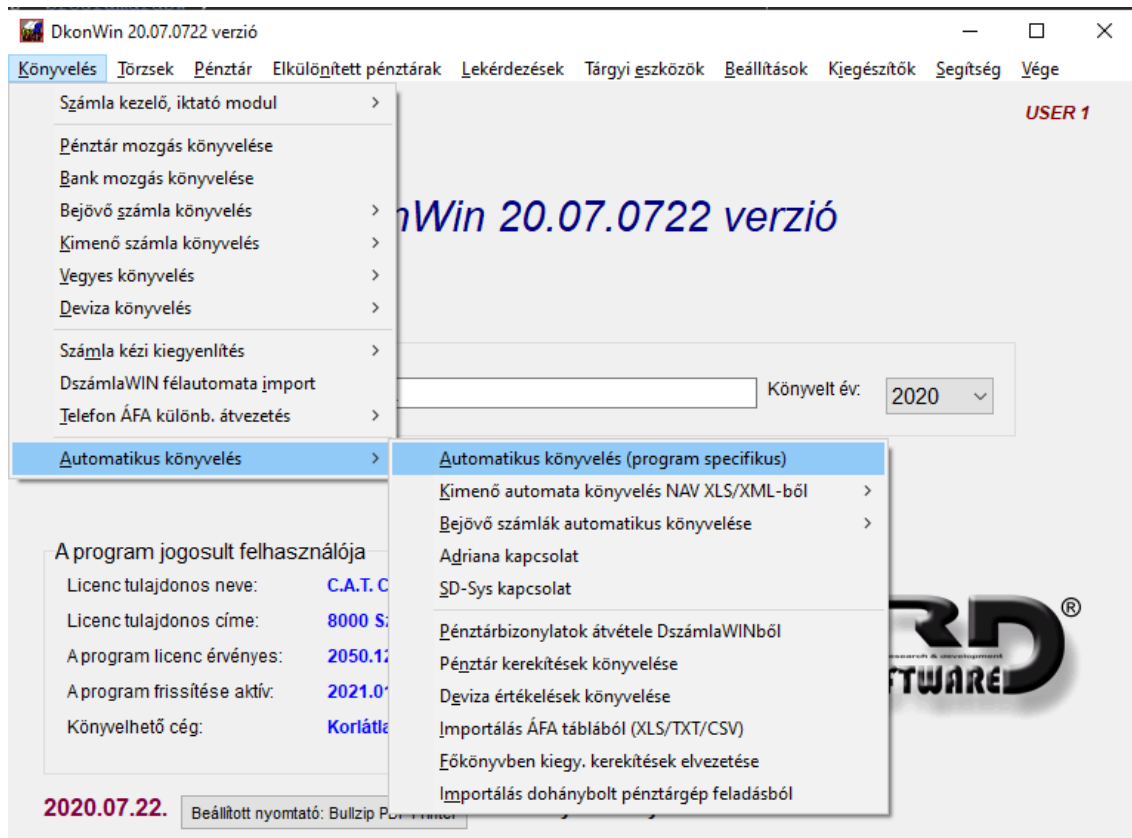 DkonWin 20.07.0722 verzió
Könyvelés Törzsek Pénztár Elkülönített pénztárak Lekérdezések Tárgyi eszközök Beállítások Kiegészítők Segítség Vége
Számla kezelő, iktató modul
USER 1
Pénztár mozgás könyvelése
Bank mozgás könyvelése
Bejövő számla könyvelés
Win 20.07.0722 verzió
Kimenő számla könyvelés
Vegyes könyvelés
Deviza könyvelés
Számla kézi kiegyenlítés
DszámlaWIN félautomata import
Könyvelt év: 2020
Telefon ÁFA különb. átvezetés
Automatikus könyvelés
Automatikus könyvelés (program specifikus)
Kimenő automata könyvelés NAV XLS/XML-ből
Bejövő számlák automatikus könyvelése
Adriana kapcsolat
SD-Sys kapcsolat
Pénztárbizonylatok átvétele DszámlaWINből
Pénztár kerekítések könyvelése
Deviza értékelések könyvelése
Importálás ÁFA táblából (XLS/TXT/CSV)
Főkönyvben kiegy. kerekítések elvezetése
Importálás dohánybolt pénztárgép feladásból
A program jogosult felhasználója
Licenc tulajdonos neve: C.A.T. C
Licenc tulajdonos címe: 8000 Sz
A program licenc érvényes: 2050.12
A program frissítése aktív: 2021.01
Könyvelhető cég: Korlátla
RD ®
research & development
2020.07.22. Beállított nyomtató: Bullzip PDF Printer